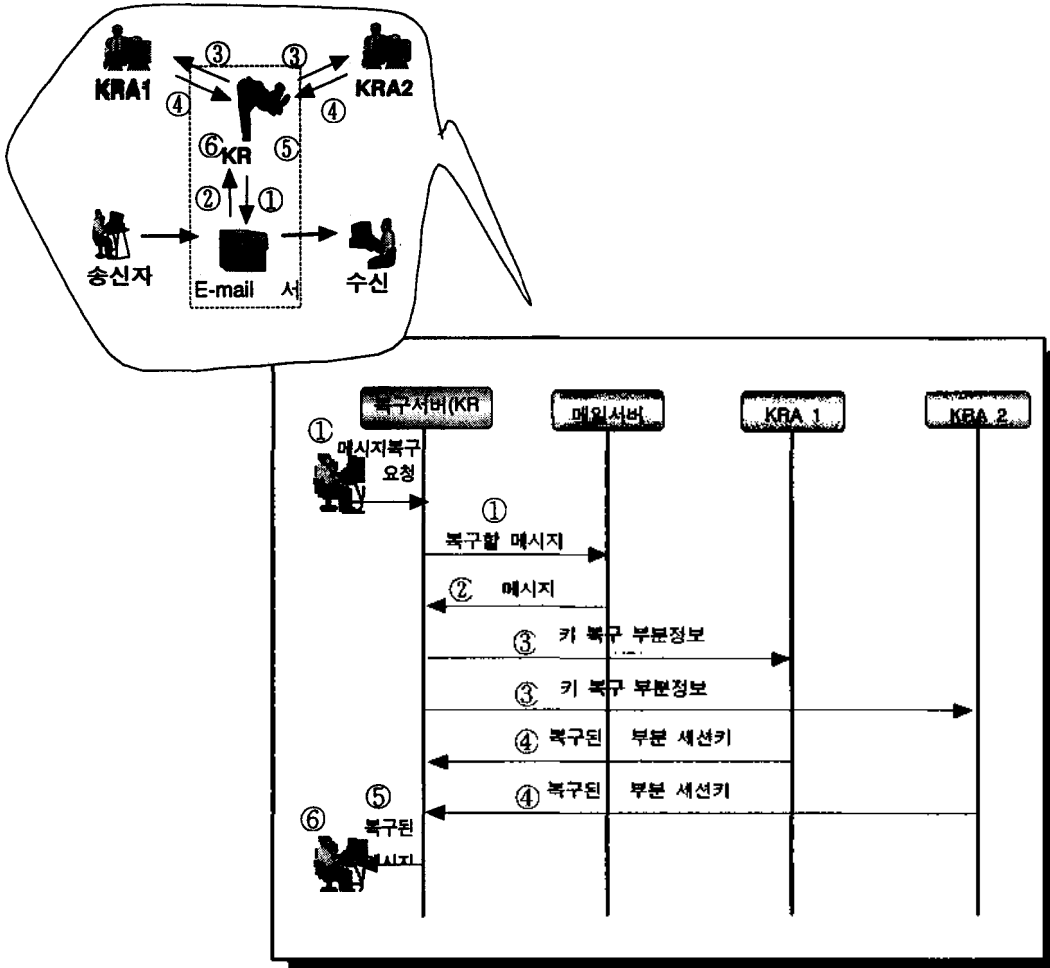 ③ ③
KRA1 KRA2
④ ④
⑥ KR ⑤
② ①
송신자 E-mail 서 수신
복구서버(KR 메일서버 KRA 1 KRA 2
① 메시지복구
요청
①
복구할 메시지
② 메시지
③ 키 복구 부분정보
③ 키 복구 부분정보
④ 복구된 부분 세션키
④ 복구된 부분 세션키
⑤
⑥ 복구된
메시지